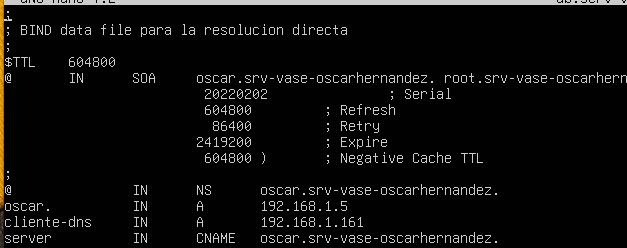 ;
; BIND data file para la resolucion directa
;
$TTL    604800
@       IN      SOA     oscar.srv-vase-oscarhernandez. root.srv-vase-oscarhern
                        20220202                ; Serial
                        604800         ; Refresh
                        86400         ; Retry
                        2419200         ; Expire
                        604800 )       ; Negative Cache TTL
;
@               IN      NS      oscar.srv-vase-oscarhernandez.
oscar.          IN      A       192.168.1.5
cliente-dns     IN      A       192.168.1.161
server          IN      CNAME   oscar.srv-vase-oscarhernandez.